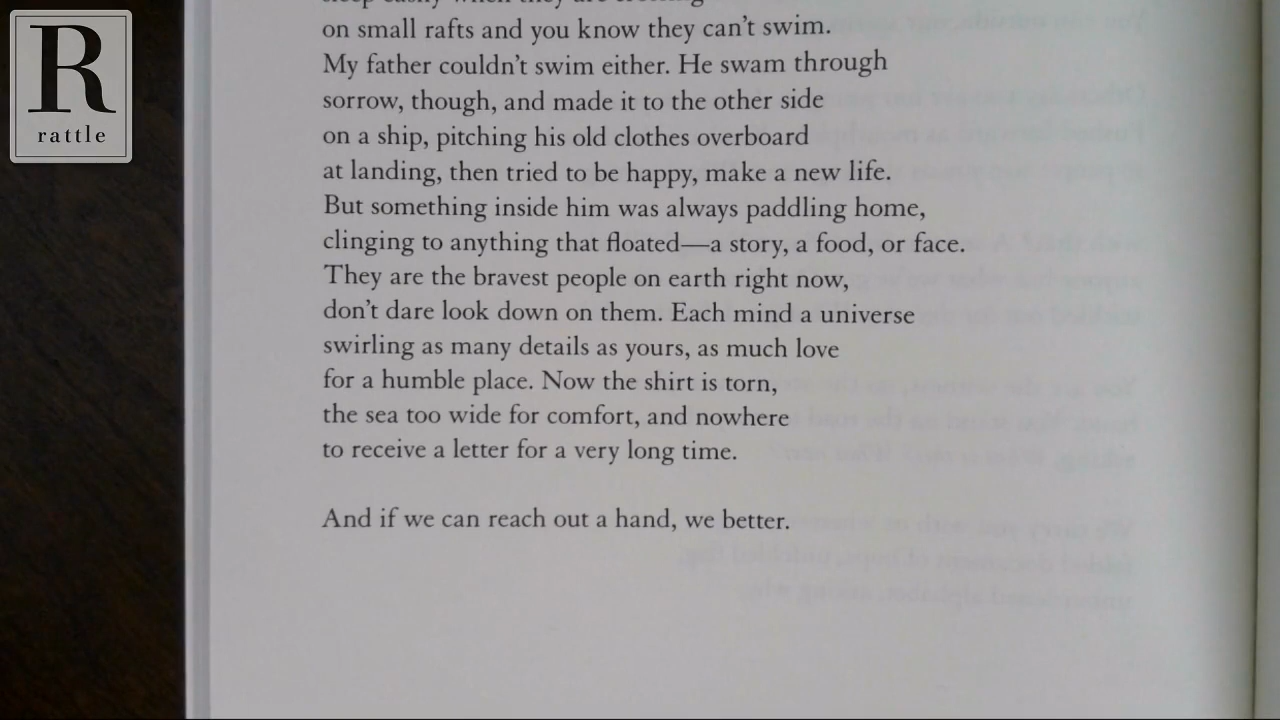 R
rattle
on small rafts and you know they can't swim.
My father couldn't swim either. He swam through
sorrow, though, and made it to the other side
on a ship, pitching his old clothes overboard
at landing, then tried to be happy, make a new life.
But something inside him was always paddling home,
clinging to anything that floated—a story, a food, or face.
They are the bravest people on earth right now,
don't dare look down on them. Each mind a universe
swirling as many details as yours, as much love
for a humble place. Now the shirt is torn,
the sea too wide for comfort, and nowhere
to receive a letter for a very long time.
And if we can reach out a hand, we better.